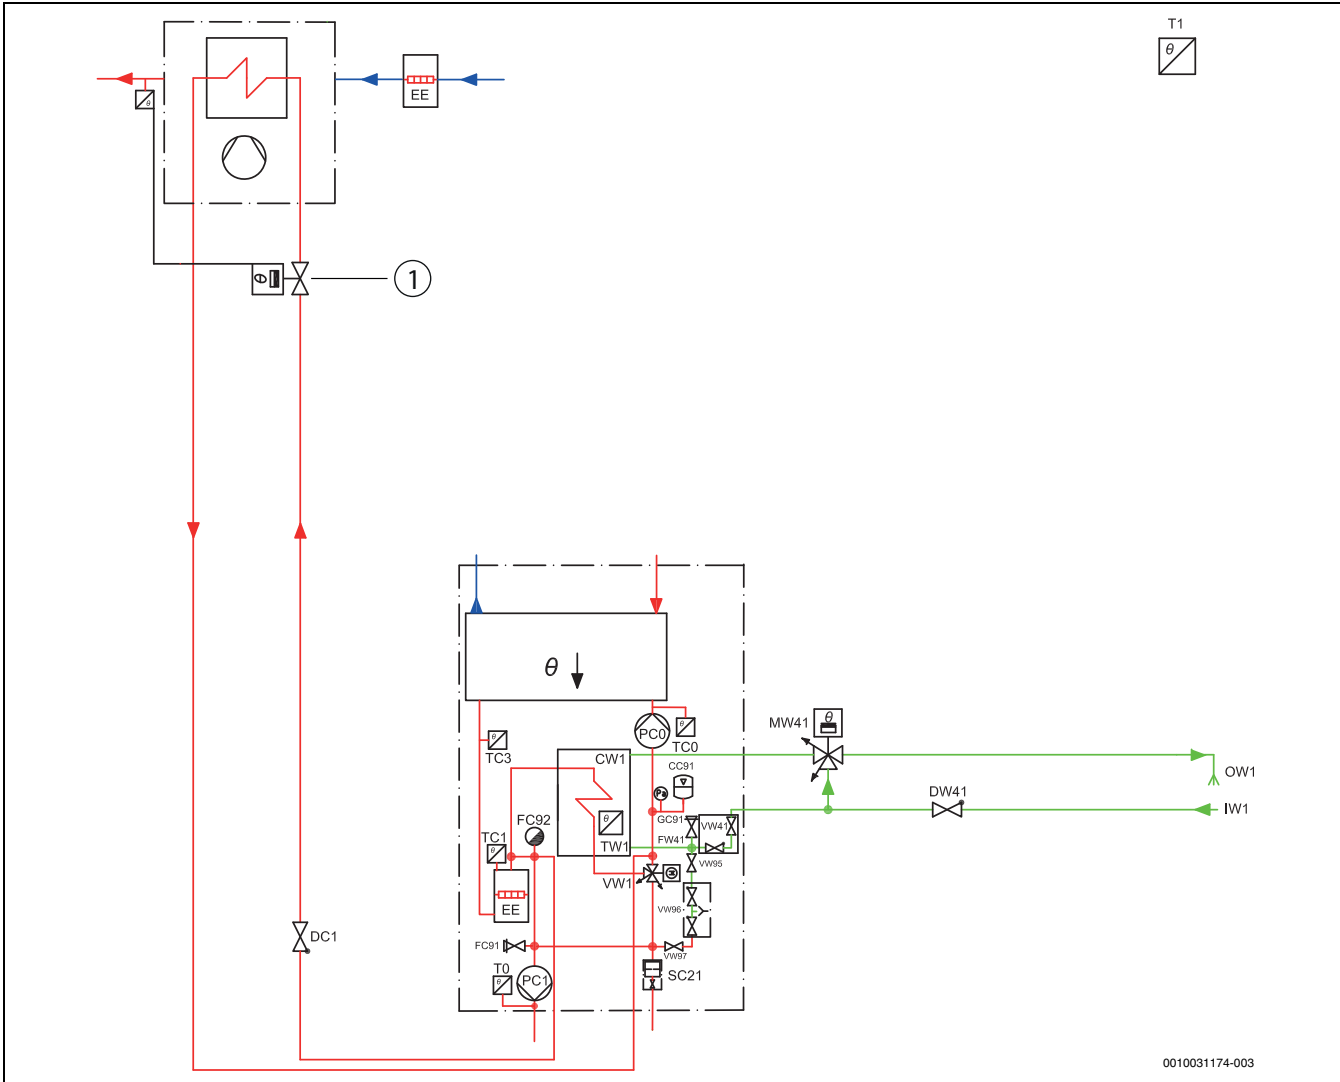 T1
θ
EE
θ
θ
1
θ
PC0
θ
TC0
θ
TC3
CW1
CC91
Pa
MW41
θ
OW1
DW41
IW1
FC92
θ
GC91
VW41
FW41
TC1
θ
TW1
VW95
VW1
M
EE
VW96
FC91
VW97
DC1
T0
θ
PC1
SC21
0010031174-003